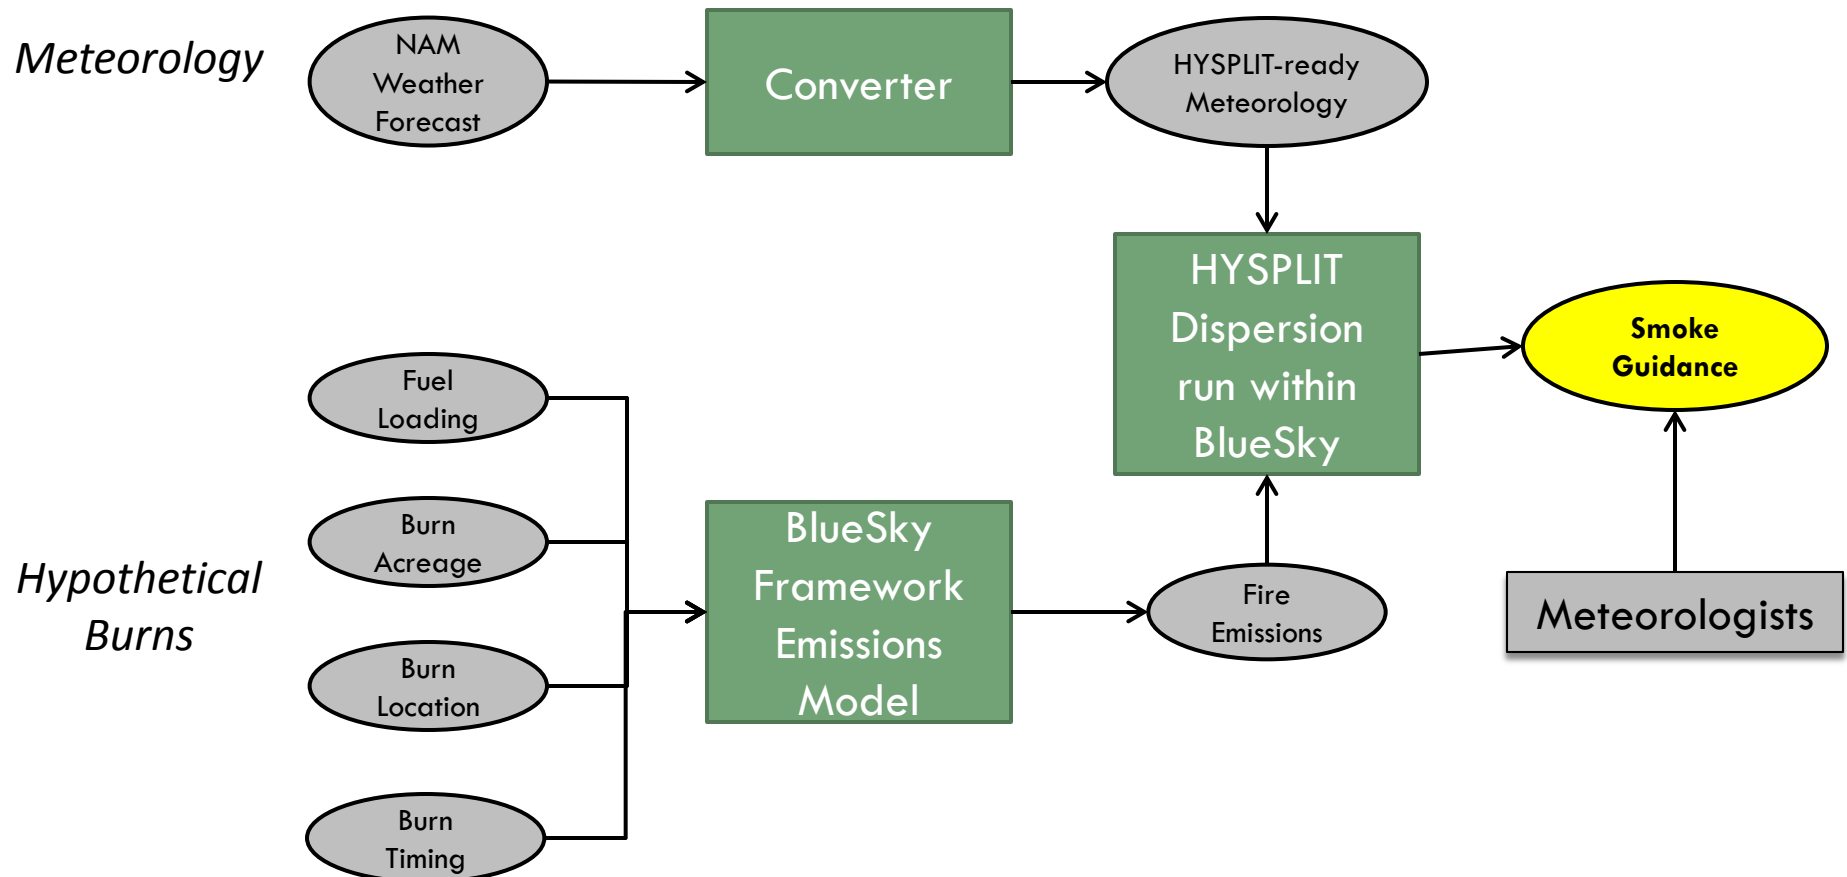 Meteorology
NAM
Weather
Forecast
Converter
HYSPLIT-ready
Meteorology
HYSPLIT
Dispersion
run within
BlueSky
Smoke
Guidance
Hypothetical
Burns
Fuel
Loading
Burn
Acreage
Burn
Location
Burn
Timing
BlueSky
Framework
Emissions
Model
Fire
Emissions
Meteorologists